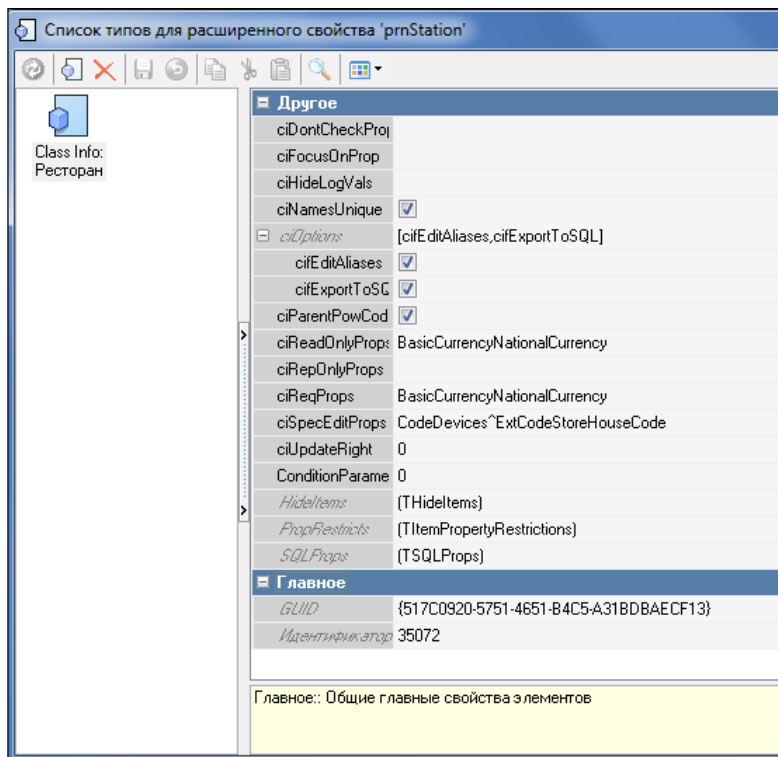 Список типов для расширенного свойства 'prnStation'
Class Info:
Ресторан
Другое
ciDontCheckProp
ciFocusOnProp
ciHideLogVals
ciNamesUnique
ciOptions [cifEditAliases,cifExportToSQL]
cifEditAliases
cifExportToSQ
ciParentPowCod
ciReadOnlyProps BasicCurrencyNationalCurrency
ciRepOnlyProps
ciReqProps BasicCurrencyNationalCurrency
ciSpecEditProps CodeDevices^ExtCodeStoreHouseCode
ciUpdateRight 0
ConditionParame 0
HideItems (THideItems)
PropRestricts (TItemPropertyRestrictions)
SQLProps (TSQLProps)
Главное
GUID {517C0920-5751-4651-B4C5-A31BDBAECF13}
Идентификатор 35072
Главное:: Общие главные свойства элементов